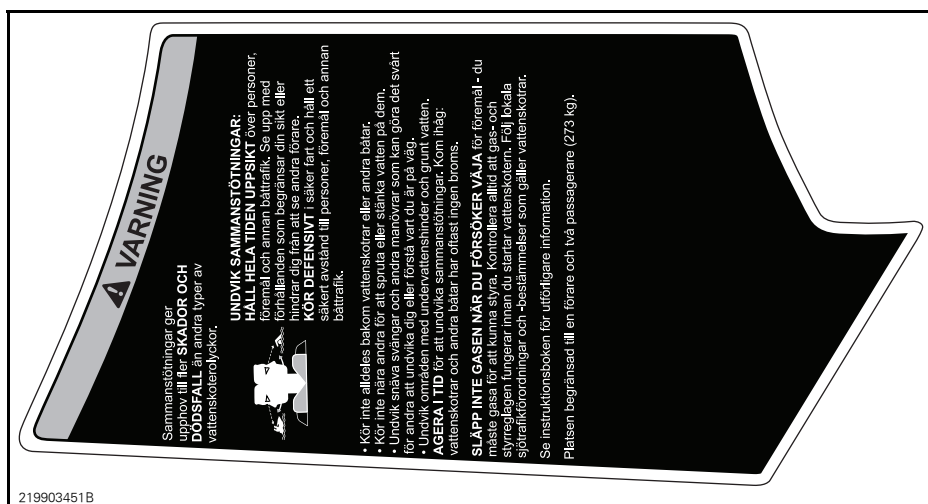 VARNING
Sammanstötningar ger
upphov till fler SKADOR OCH
DÖDSFALL än andra typer av
vattenskoterolyckor.
UNDVIK SAMMANSTÖTNINGAR:
HÅLL HELA TIDEN UPPSIKT över personer,
föremål och annan båttrafik. Se upp med
förhållanden som begränsar din sikt eller
hindrar dig från att se andra förare.
KÖR DEFENSIVT i säker fart och håll ett
säkert avstånd till personer, föremål och annan
båttrafik.
• Kör inte alldeles bakom vattenskotrar eller andra båtar.
• Kör inte nära andra för att spruta eller stänka vatten på dem.
• Undvik snäva svängar och andra manövrar som kan göra det svårt
för andra att undvika dig eller förstå vart du är på väg.
• Undvik områden med undervattenshinder och grunt vatten.
AGERA I TID för att undvika sammanstötningar. Kom ihåg:
vattenskotrar och andra båtar har oftast ingen broms.
SLÄPP INTE GASEN NÄR DU FÖRSÖKER VÄJA för föremål - du
måste gasa för att kunna styra. Kontrollera alltid att gas- och
styrreglagen fungerar innan du startar vattenskotern. Följ lokala
sjötrafikförordningar och -bestämmelser som gäller vattenskotrar.
Se instruktionsboken för utförligare information.
Platsen begränsad till en förare och två passagerare (273 kg).
219903451B